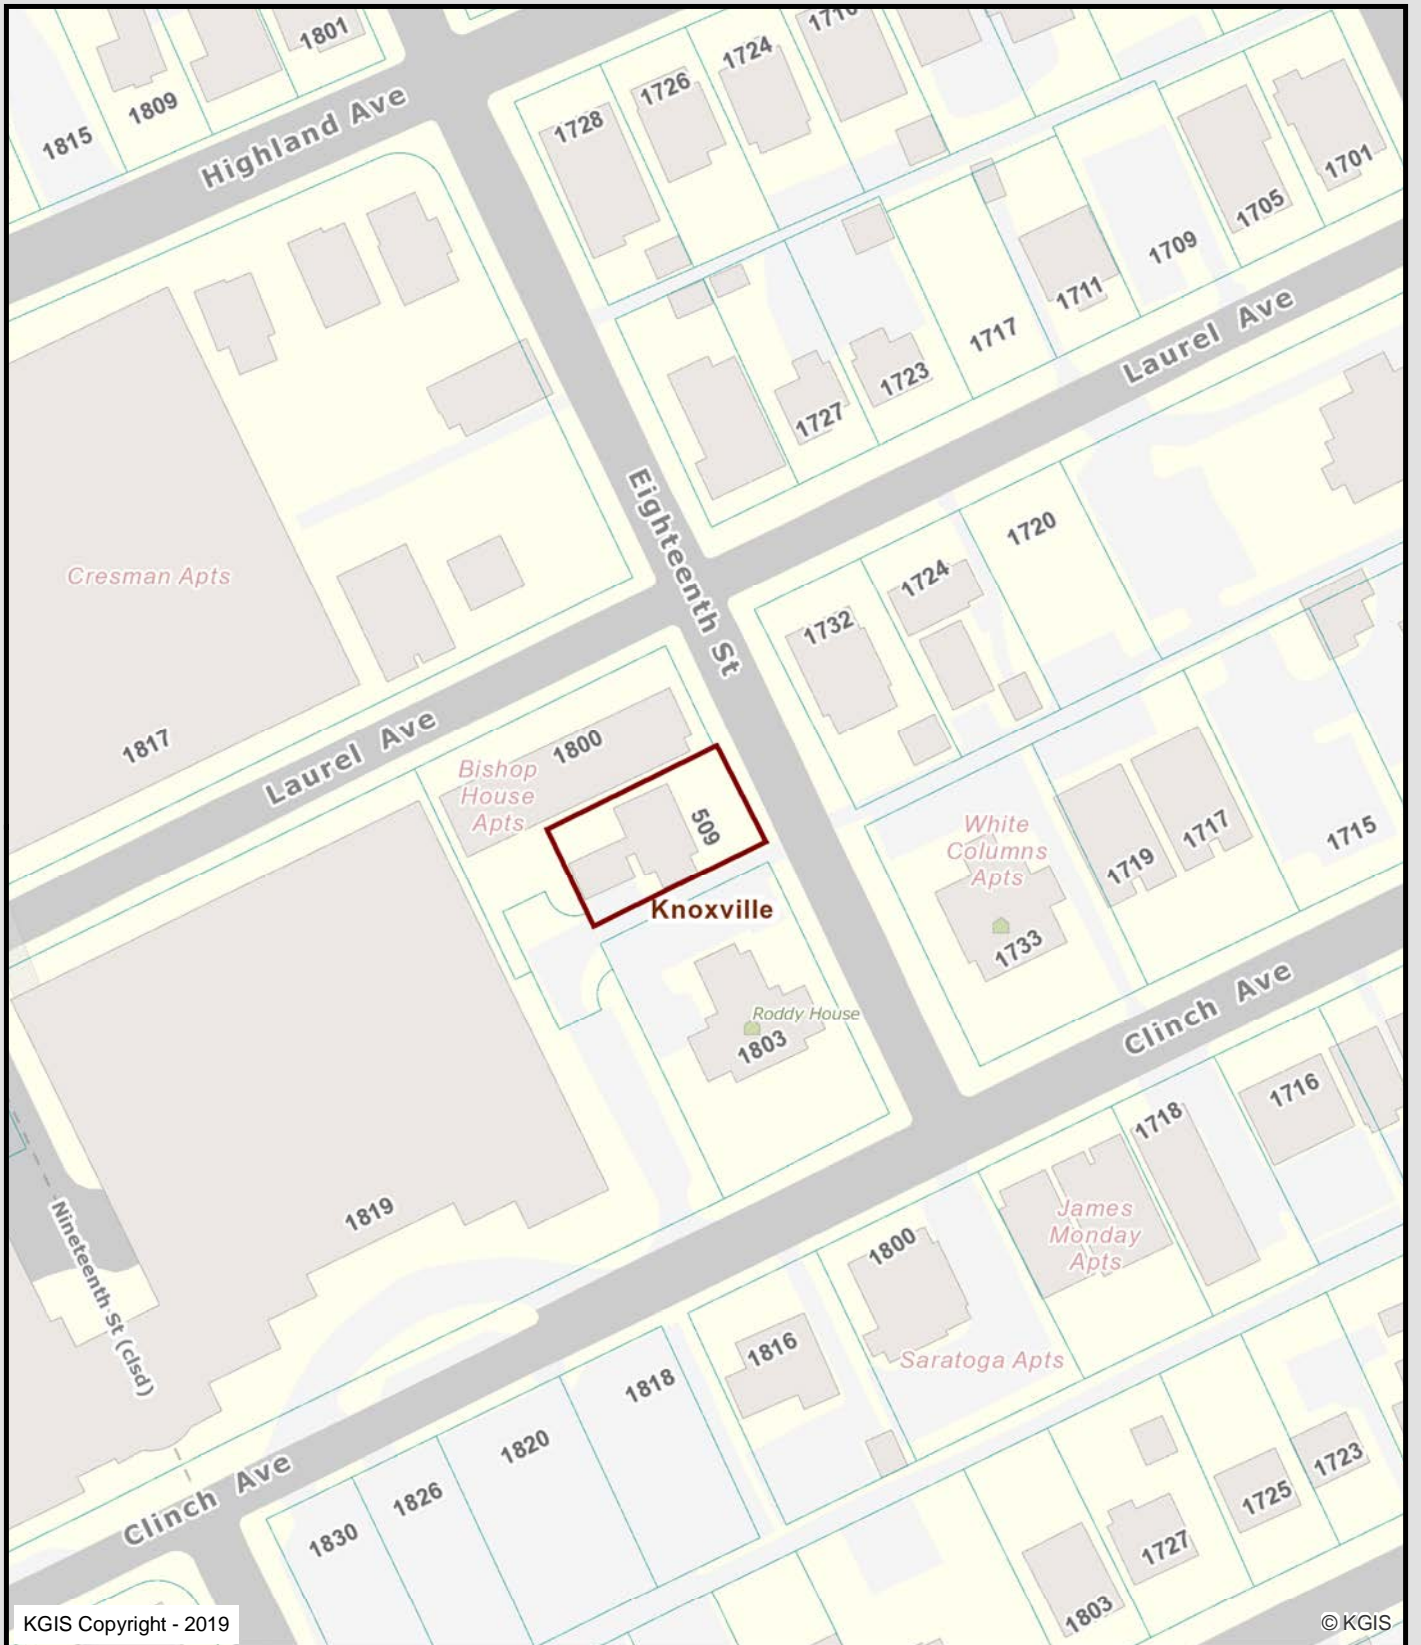 1801
1716
1724
1726
1728
1809
1815
Highland Ave
1701
1705
1709
1711
1717
1723
1727
Laurel Ave
Eighteenth St
Cresman Apts
1720
1724
1732
1817
Laurel Ave
1800
Bishop
House
Apts
509
Knoxville
White
Columns
Apts
1733
1719
1717
1715
Roddy House
1803
Clinch Ave
1716
1718
James
Monday
Apts
1800
Saratoga Apts
1819
Nineteenth St (clsd)
1816
1818
1820
1826
1830
Clinch Ave
1723
1725
1727
1803
KGIS Copyright - 2019
© KGIS